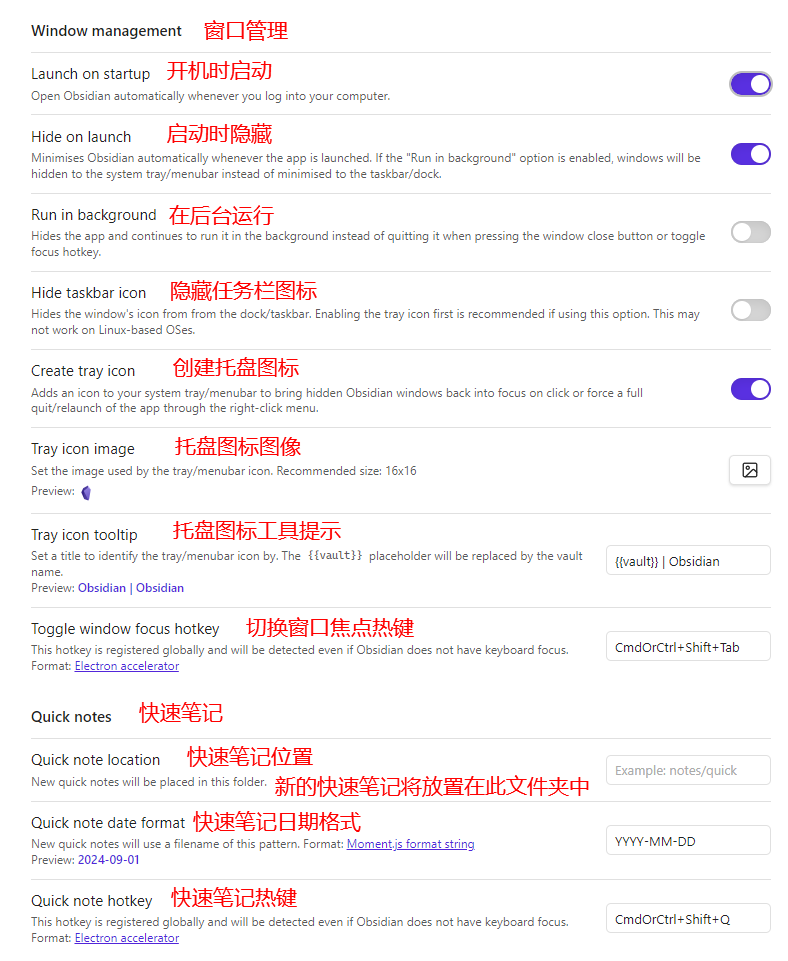 Window management 窗口管理
Launch on startup 开机时启动
Open Obsidian automatically whenever you log into your computer.
Hide on launch 启动时隐藏
Minimises Obsidian automatically whenever the app is launched. If the "Run in background" option is enabled, windows will be
hidden to the system tray/menubar instead of minimised to the taskbar/dock.
Run in background 在后台运行
Hides the app and continues to run it in the background instead of quitting it when pressing the window close button or toggle
focus hotkey.
Hide taskbar icon 隐藏任务栏图标
Hides the window's icon from from the dock/taskbar. Enabling the tray icon first is recommended if using this option. This may
not work on Linux-based OSes.
Create tray icon 创建托盘图标
Adds an icon to your system tray/menubar to bring hidden Obsidian windows back into focus on click or force a full
quit/relaunch of the app through the right-click menu.
Tray icon image 托盘图标图像
Set the image used by the tray/menubar icon. Recommended size: 16x16
Preview:
Tray icon tooltip 托盘图标工具提示
Set a title to identify the tray/menubar icon by. The {{vault}} placeholder will be replaced by the vault
name.
{{vault}} | Obsidian
Preview: Obsidian | Obsidian
Toggle window focus hotkey 切换窗口焦点热键
This hotkey is registered globally and will be detected even if Obsidian does not have keyboard focus.
CmdOrCtrl+Shift+Tab
Format: Electron accelerator
Quick notes 快速笔记
Quick note location 快速笔记位置
Example: notes/quick
New quick notes will be placed in this folder. 新的快速笔记将放置在此文件夹中
Quick note date format 快速笔记日期格式
New quick notes will use a filename of this pattern. Format: Moment.js format string
YYYY-MM-DD
Preview: 2024-09-01
Quick note hotkey 快速笔记热键
This hotkey is registered globally and will be detected even if Obsidian does not have keyboard focus.
CmdOrCtrl+Shift+Q
Format: Electron accelerator